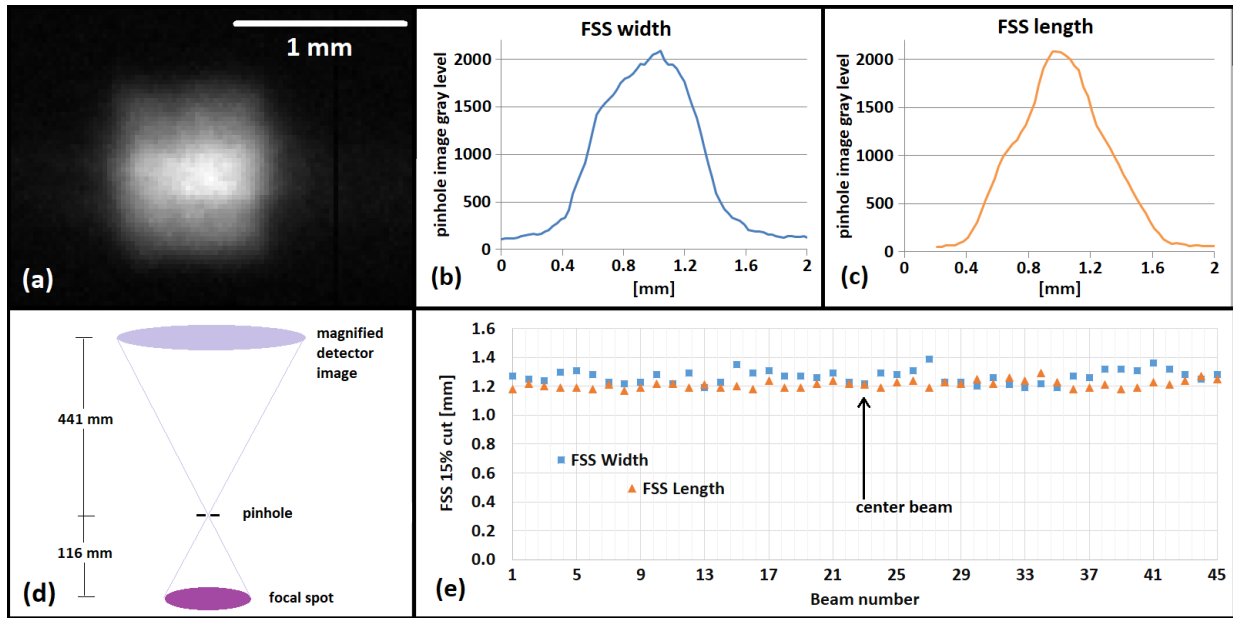 1 mm
(a)
FSS width
pinhole image gray level
2000
1500
1000
500
0
0 0.4 0.8 1.2 1.6 2
[mm]
(b)
FSS length
pinhole image gray level
2000
1500
1000
500
0
0 0.4 0.8 1.2 1.6 2
[mm]
(c)
magnified
detector
image
441 mm
pinhole
116 mm
focal spot
(d)
FSS 15% cut [mm]
1.6
1.4
1.2
1.0
0.8
0.6
0.4
0.2
0.0
FSS Width
FSS Length
center beam
1 5 9 13 17 21 25 29 33 37 41 45
Beam number
(e)